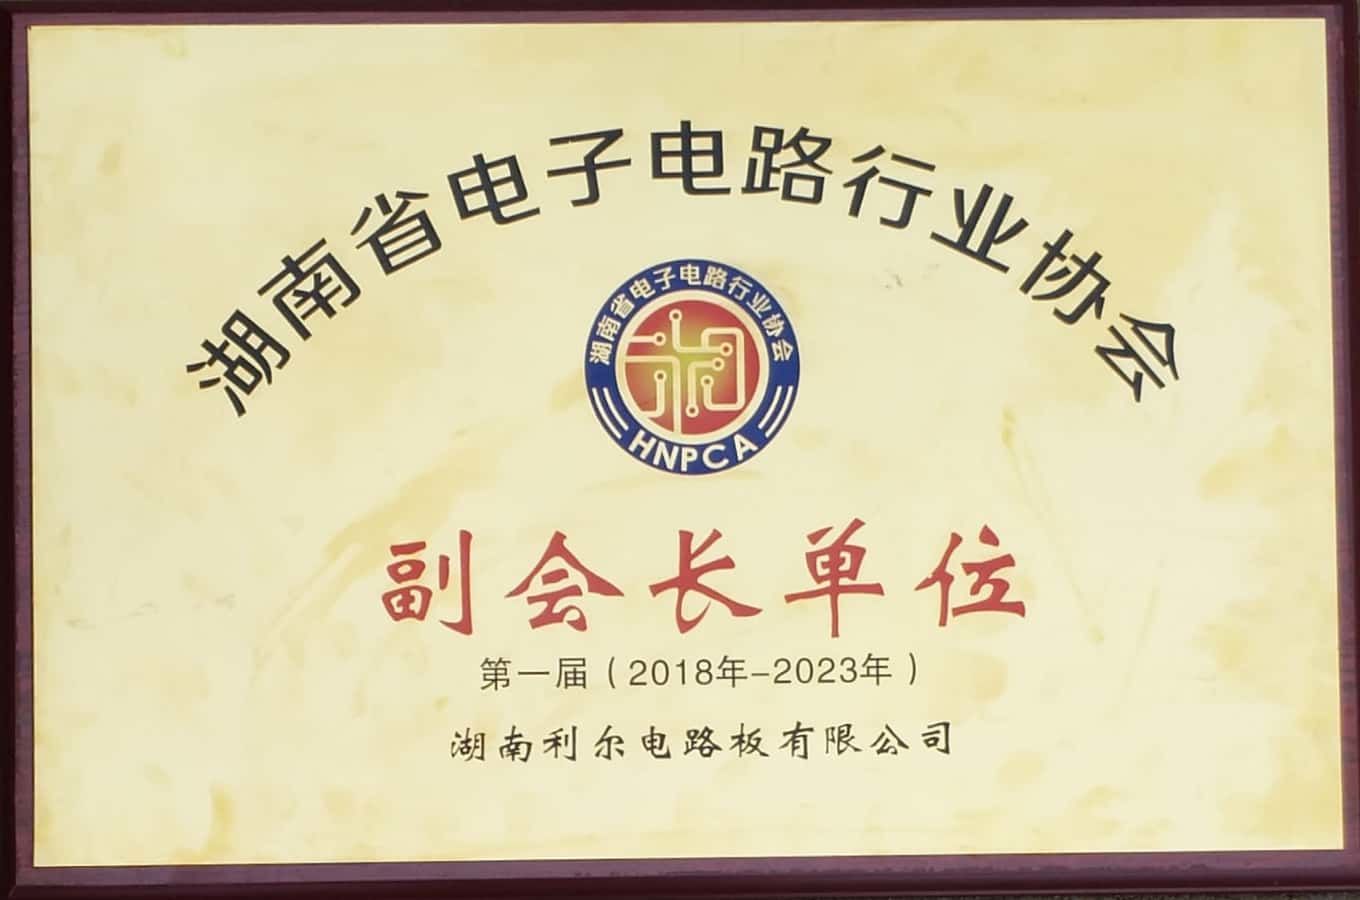 湖南省电子电路行业协会
湖南省电子电路行业协会
HNPCA
副会长单位
第一届（2018年-2023年）
湖南利尔电路板有限公司